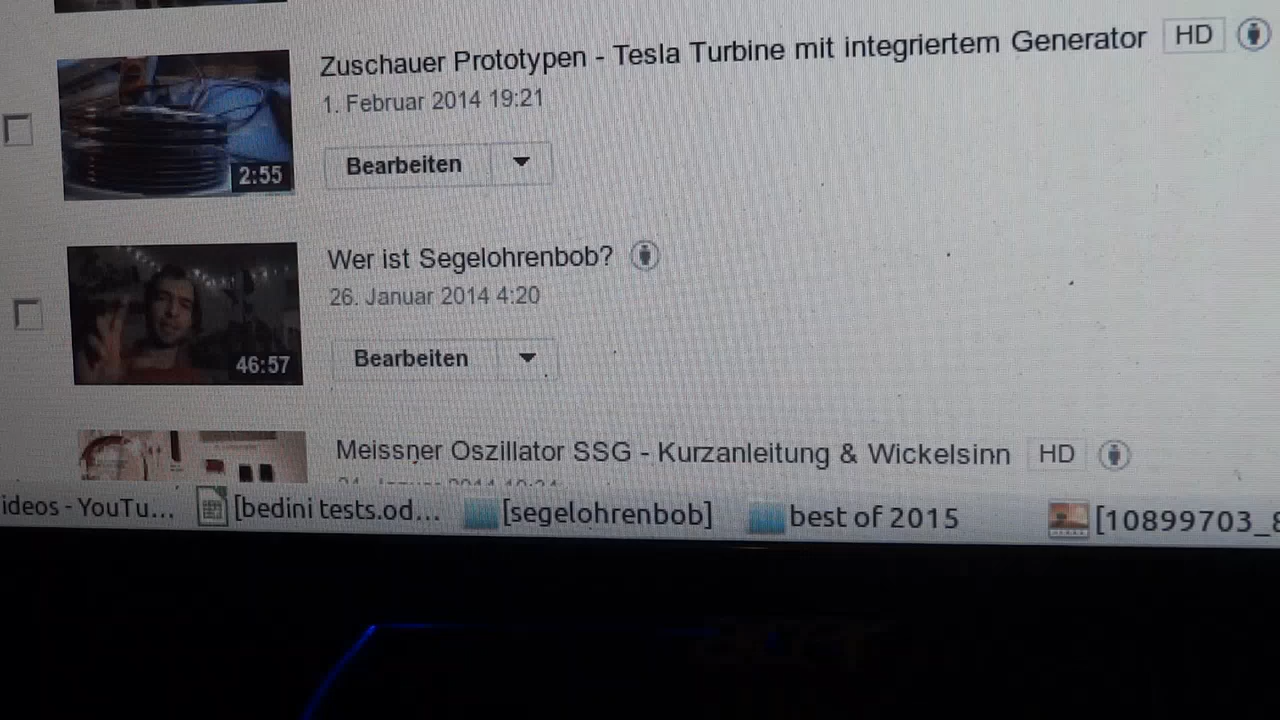 Zuschauer Prototypen - Tesla Turbine mit integriertem Generator HD
1. Februar 2014 19:21
2:55
Bearbeiten
Wer ist Segelohrenbob?
26. Januar 2014 4:20
46:57
Bearbeiten
Meissner Oszillator SSG - Kurzanleitung & Wickelsinn HD
ideos - YouTu... [bedini tests.od... [segelohrenbob] best of 2015 [10899703_8
acer